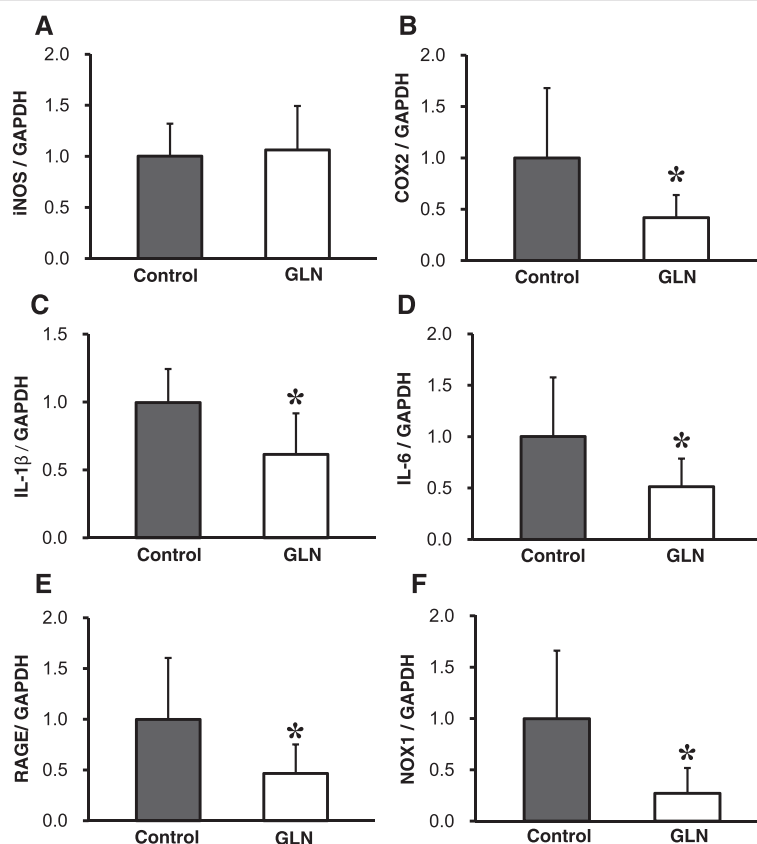 A
iNOS / GAPDH
2.0
1.5
1.0
0.5
0.0
Control
GLN
B
COX2 / GAPDH
2.0
1.5
1.0
0.5
0.0
*
Control
GLN
C
IL-1β / GAPDH
1.5
1.0
0.5
0.0
*
Control
GLN
D
IL-6 / GAPDH
2.0
1.5
1.0
0.5
0.0
*
Control
GLN
E
RAGE/ GAPDH
2.0
1.5
1.0
0.5
0.0
*
Control
GLN
F
NOX1 / GAPDH
2.0
1.5
1.0
0.5
0.0
*
Control
GLN